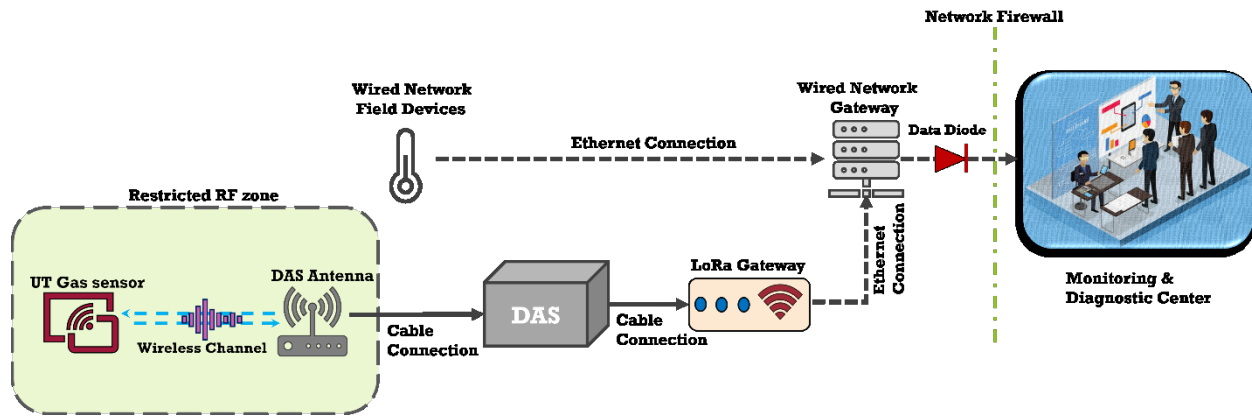 Network Firewall
Wired Network
Field Devices
Wired Network
Gateway
Data Diode
Ethernet Connection
Restricted RF zone
UT Gas sensor
DAS Antenna
Wireless Channel
Cable
Connection
DAS
Cable
Connection
LoRa Gateway
Ethernet
Connection
Monitoring &
Diagnostic Center